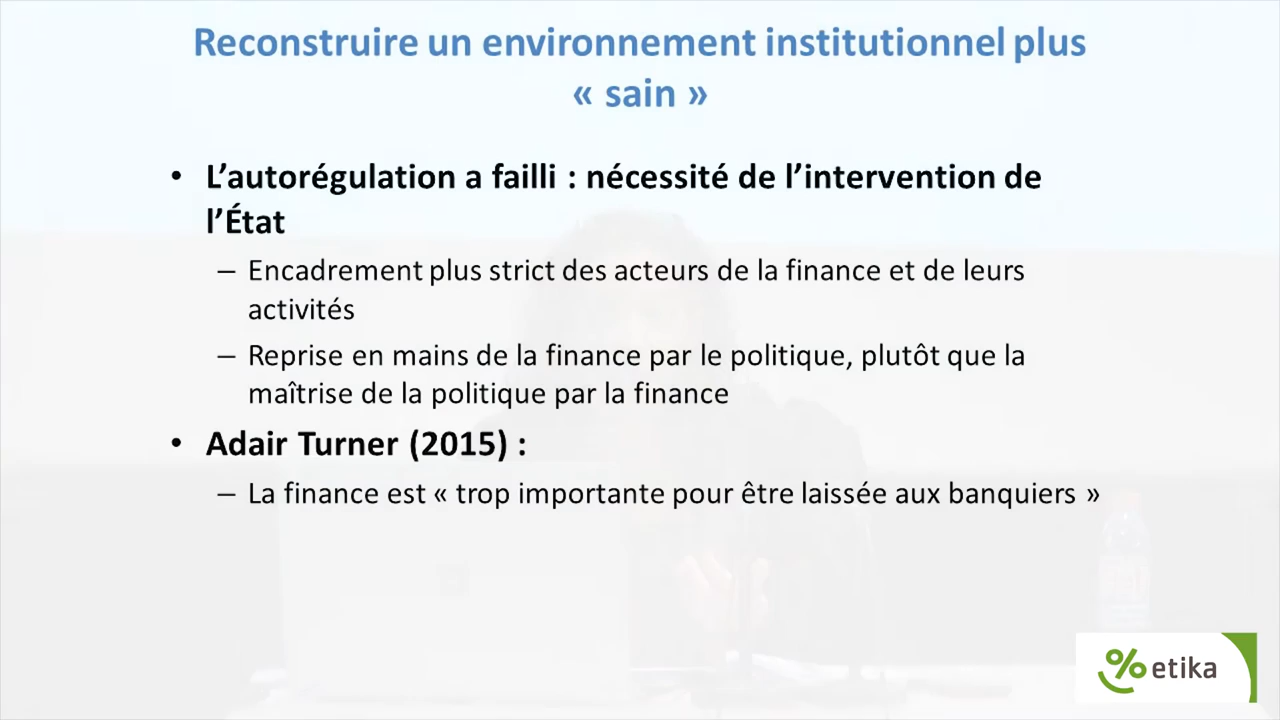 Reconstruire un environnement institutionnel plus
« sain »
• L’autorégulation a failli : nécessité de l’intervention de
l’État
– Encadrement plus strict des acteurs de la finance et de leurs
activités
– Reprise en mains de la finance par le politique, plutôt que la
maîtrise de la politique par la finance
• Adair Turner (2015) :
– La finance est « trop importante pour être laissée aux banquiers »
% etika